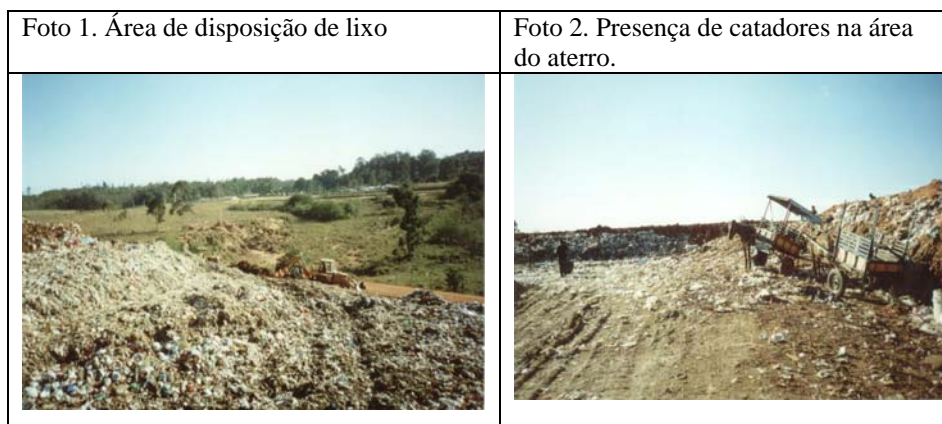 Foto 1. Área de disposição de lixo
Foto 2. Presença de catadores na área
do aterro.